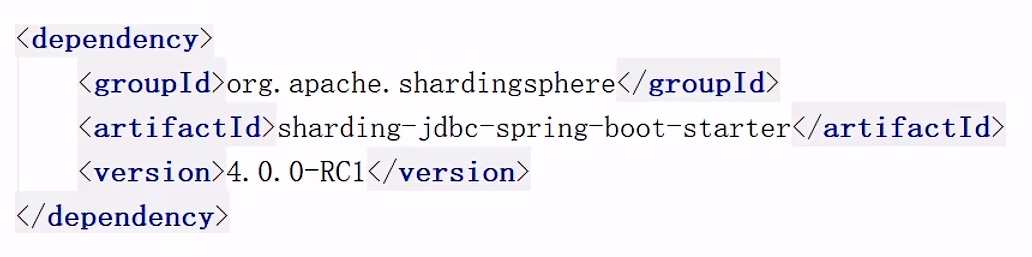 <dependency>
<groupId>org.apache.shardingsphere</groupId>
<artifactId>sharding-jdbc-spring-boot-starter</artifactId>
<version>4.0.0-RC1</version>
</dependency>